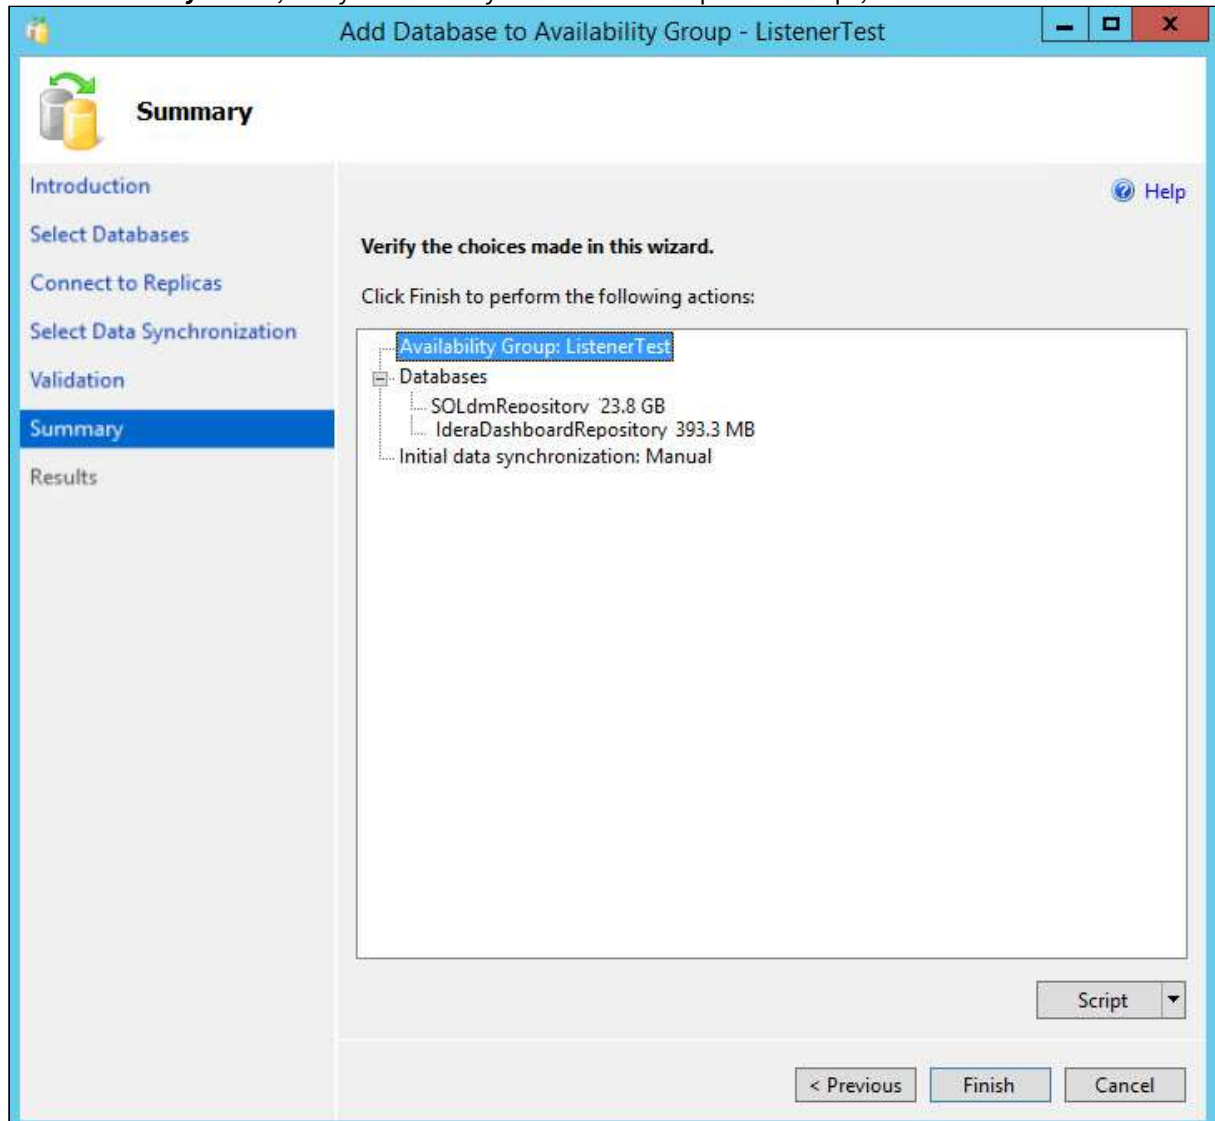 Add Database to Availability Group - ListenerTest
Summary
Introduction
Help
Select Databases
Verify the choices made in this wizard.
Connect to Replicas
Click Finish to perform the following actions:
Select Data Synchronization
Availability Group: ListenerTest
Validation
Databases
SQLdmRepository 23.8 GB
Summary
IderaDashboardRepository 393.3 MB
Initial data synchronization: Manual
Results
Script
< Previous
Finish
Cancel